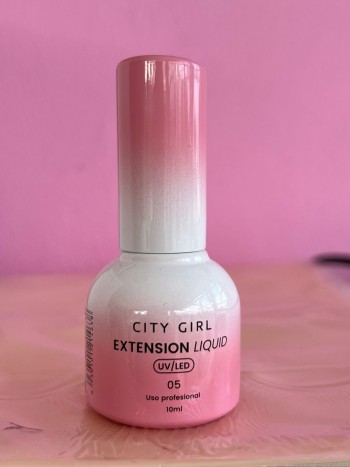 CITY GIRL
EXTENSION LIQUID
UV/LED
05
Uso profesional
10ml